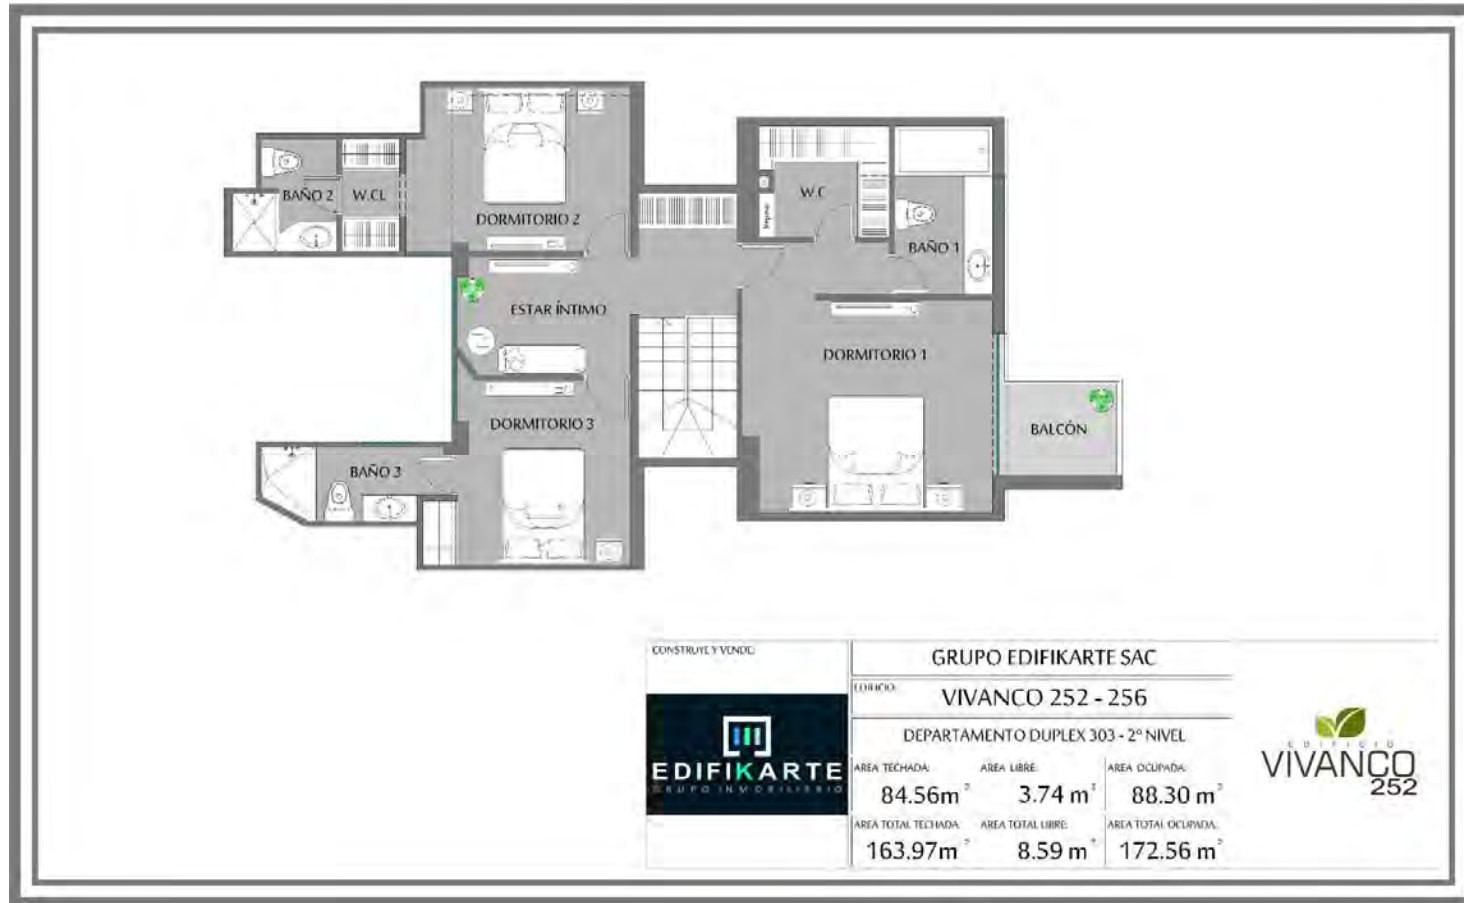 DORMITORIO 2
BAÑO 2
W.CL
W.C
BAÑO 1
ESTAR ÍNTIMO
DORMITORIO 1
DORMITORIO 3
BALCÓN
BAÑO 3
CONSTRUYE Y VENDE:
GRUPO EDIFIKARTE SAC
EDIFICIO:
VIVANCO 252 - 256
DEPARTAMENTO DUPLEX 303 - 2º NIVEL
EDIFIKARTE
GRUPO INMOBILIARIO
AREA TECHADA: AREA LIBRE: AREA OCUPADA:
84.56m² 3.74 m² 88.30 m²
AREA TOTAL TECHADA: AREA TOTAL LIBRE: AREA TOTAL OCUPADA:
163.97m² 8.59 m² 172.56 m²
EDIFICIO
VIVANCO
252